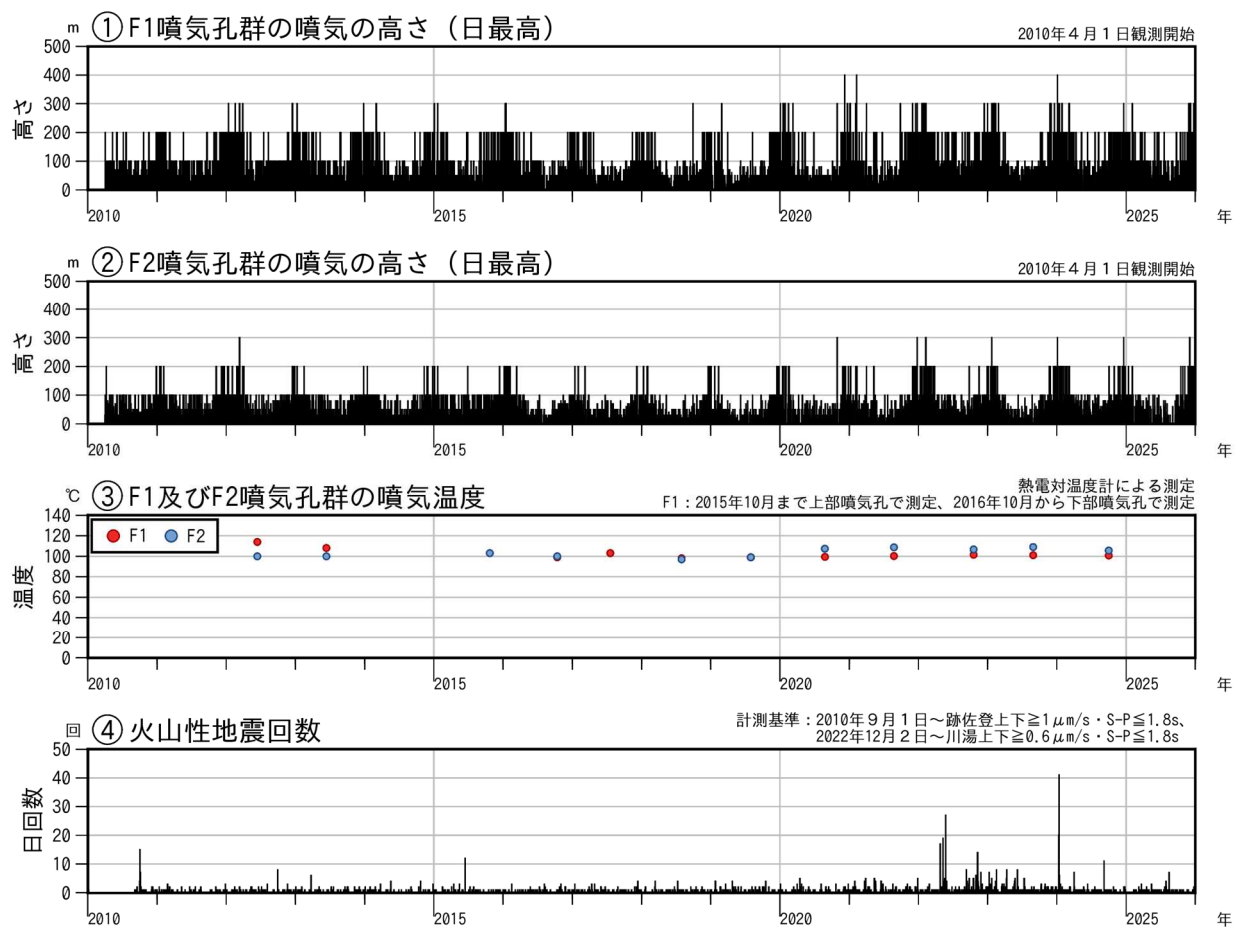 m ① F1噴気孔群の噴気の高さ（日最高）
2010年４月１日観測開始
500
400
300
200
100
0
高さ
2010 2015 2020 2025 年
m ② F2噴気孔群の噴気の高さ（日最高）
2010年４月１日観測開始
500
400
300
200
100
0
高さ
2010 2015 2020 2025 年
℃ ③ F1及びF2噴気孔群の噴気温度
熱電対温度計による測定
F1：2015年10月まで上部噴気孔で測定、2016年10月から下部噴気孔で測定
140
120
100
80
60
40
20
0
温度
F1 F2
2010 2015 2020 2025 年
回 ④ 火山性地震回数
計測基準：2010年９月１日～跡佐登上下≧1μm/s・S-P≦1.8s、
2022年12月２日～川湯上下≧0.6μm/s・S-P≦1.8s
50
40
30
20
10
0
日回数
2010 2015 2020 2025 年